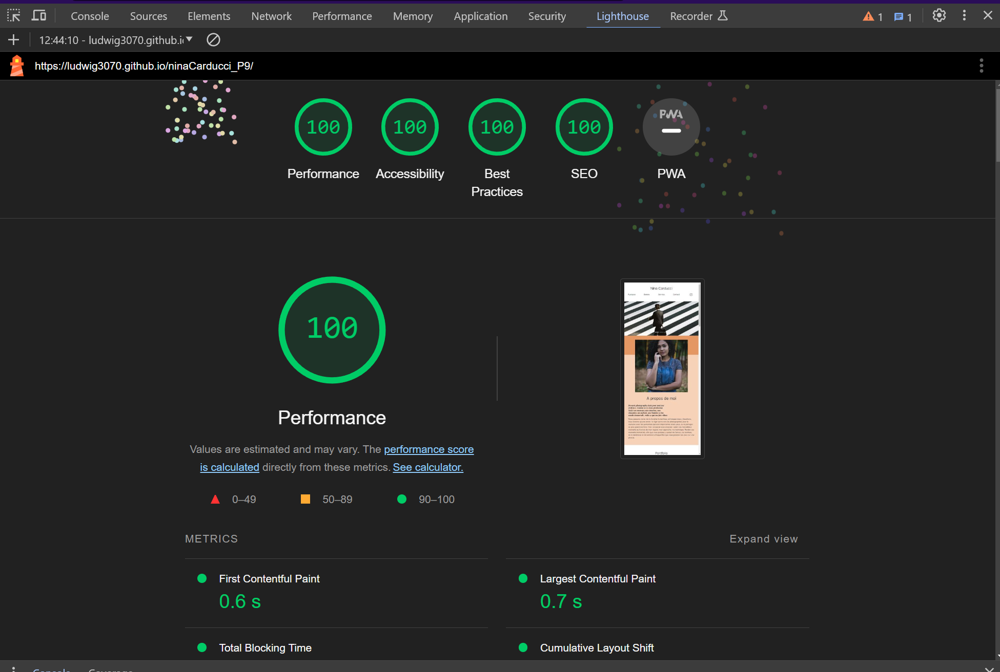 Console Sources Elements Network Performance Memory Application Security Lighthouse Recorder 1 1
12:44:10 - ludwig3070.github.i
https://ludwig3070.github.io/ninaCarducci_P9/
100 100 100 100 PWA
Performance Accessibility Best Practices SEO PWA
100
Performance
Values are estimated and may vary. The performance score
is calculated directly from these metrics. See calculator.
0–49 50–89 90–100
Nina Carducci
Service Contact
A propos de moi
Portfolio
METRICS
Expand view
First Contentful Paint
0.6 s
Largest Contentful Paint
0.7 s
Total Blocking Time
Cumulative Layout Shift
Console Coverage